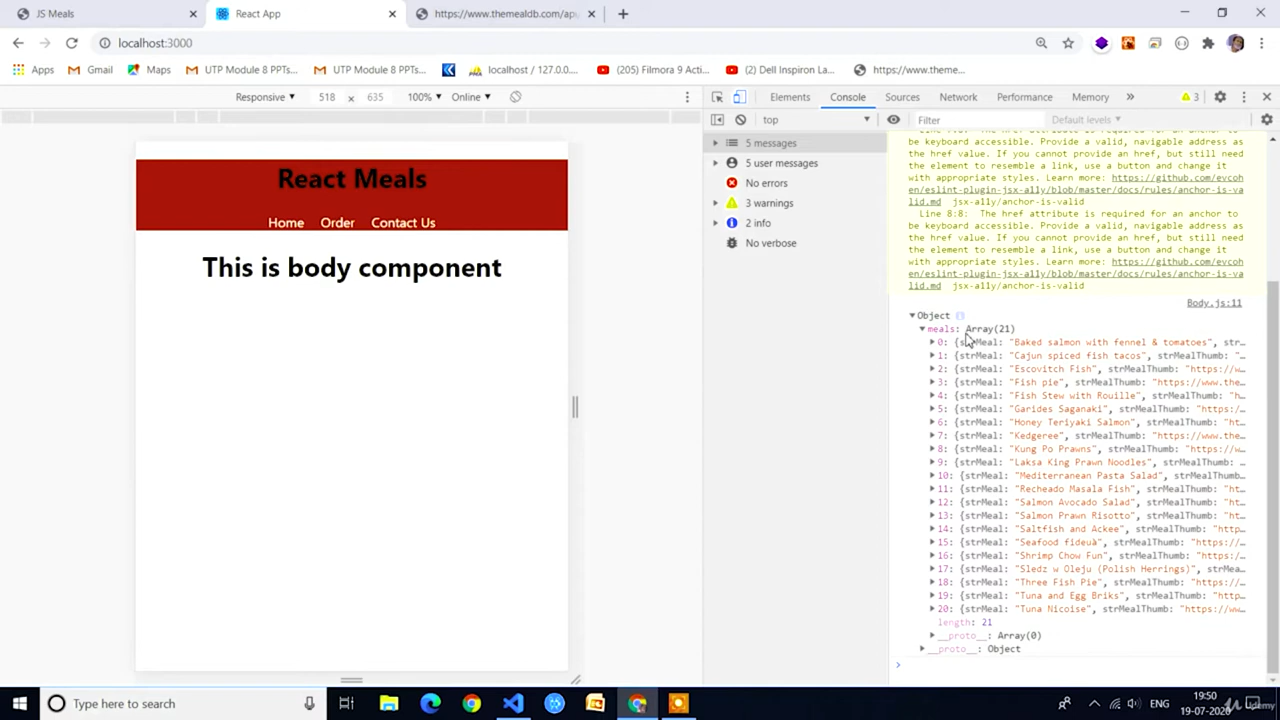 JS Meals
React App
https://www.themealdb.com/ap
localhost:3000
Apps
Gmail
Maps
UTP Module 8 PPTs...
UTP Module 8 PPTs...
localhost / 127.0.0...
(205) Filmora 9 Acti...
(2) Dell Inspiron La...
https://www.theme...
Responsive
518 x 635
100%
Online
Elements
Console
Sources
Network
Performance
Memory
3
top
Filter
Default levels
5 messages
5 user messages
No errors
3 warnings
2 info
No verbose
React Meals
Home Order Contact Us
This is body component
be keyboard accessible. Provide a valid, navigable address as
the href value. If you cannot provide an href, but still need
the element to resemble a link, use a button and change it
with appropriate styles. Learn more: https://github.com/evcoh
en/eslint-plugin-jsx-a11y/blob/master/docs/rules/anchor-is-va
lid.md jsx-a11y/anchor-is-valid
Line 8:8: The href attribute is required for an anchor to
be keyboard accessible. Provide a valid, navigable address as
the href value. If you cannot provide an href, but still need
the element to resemble a link, use a button and change it
with appropriate styles. Learn more: https://github.com/evcoh
en/eslint-plugin-jsx-a11y/blob/master/docs/rules/anchor-is-va
lid.md jsx-a11y/anchor-is-valid
Body.js:11
Object
meals: Array(21)
0: {strMeal: "Baked salmon with fennel & tomatoes", str…
1: {strMeal: "Cajun spiced fish tacos", strMealThumb: "…
2: {strMeal: "Escovitch Fish", strMealThumb: "https://w…
3: {strMeal: "Fish pie", strMealThumb: "https://www.the…
4: {strMeal: "Fish Stew with Rouille", strMealThumb: "h…
5: {strMeal: "Garides Saganaki", strMealThumb: "https:/…
6: {strMeal: "Honey Teriyaki Salmon", strMealThumb: "ht…
7: {strMeal: "Kedgeree", strMealThumb: "https://www.the…
8: {strMeal: "Kung Po Prawns", strMealThumb: "https://w…
9: {strMeal: "Laksa King Prawn Noodles", strMealThumb: …
10: {strMeal: "Mediterranean Pasta Salad", strMealThumb…
11: {strMeal: "Recheado Masala Fish", strMealThumb: "ht…
12: {strMeal: "Salmon Avocado Salad", strMealThumb: "ht…
13: {strMeal: "Salmon Prawn Risotto", strMealThumb: "ht…
14: {strMeal: "Saltfish and Ackee", strMealThumb: "http…
15: {strMeal: "Seafood fideuà", strMealThumb: "https://…
16: {strMeal: "Shrimp Chow Fun", strMealThumb: "https:/…
17: {strMeal: "Sledz w Oleju (Polish Herrings)", strMea…
18: {strMeal: "Three Fish Pie", strMealThumb: "https://…
19: {strMeal: "Tuna and Egg Briks", strMealThumb: "http…
20: {strMeal: "Tuna Nicoise", strMealThumb: "https://ww…
length: 21
__proto__: Array(0)
__proto__: Object
Type here to search
ENG
19:50
19-07-2020
Udemy